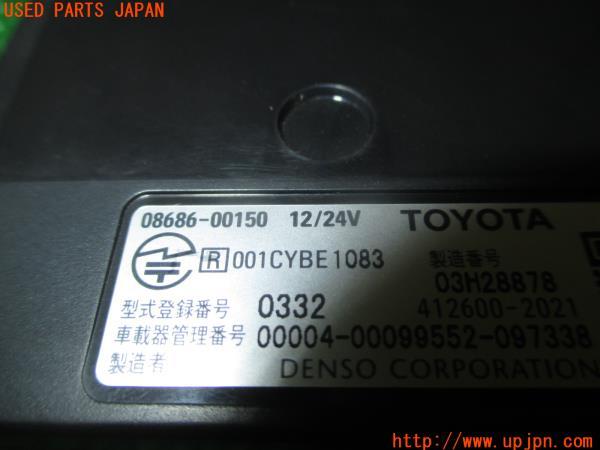 USED PARTS JAPAN
08686-00150 12/24V TOYOTA
R 001CYBE1083 製造番号
03H28878
型式登録番号 0332 412600-2021
車載器管理番号 00004-00099552-097338
製造者 DENSO CORPORATION
http://www.upjpn.com